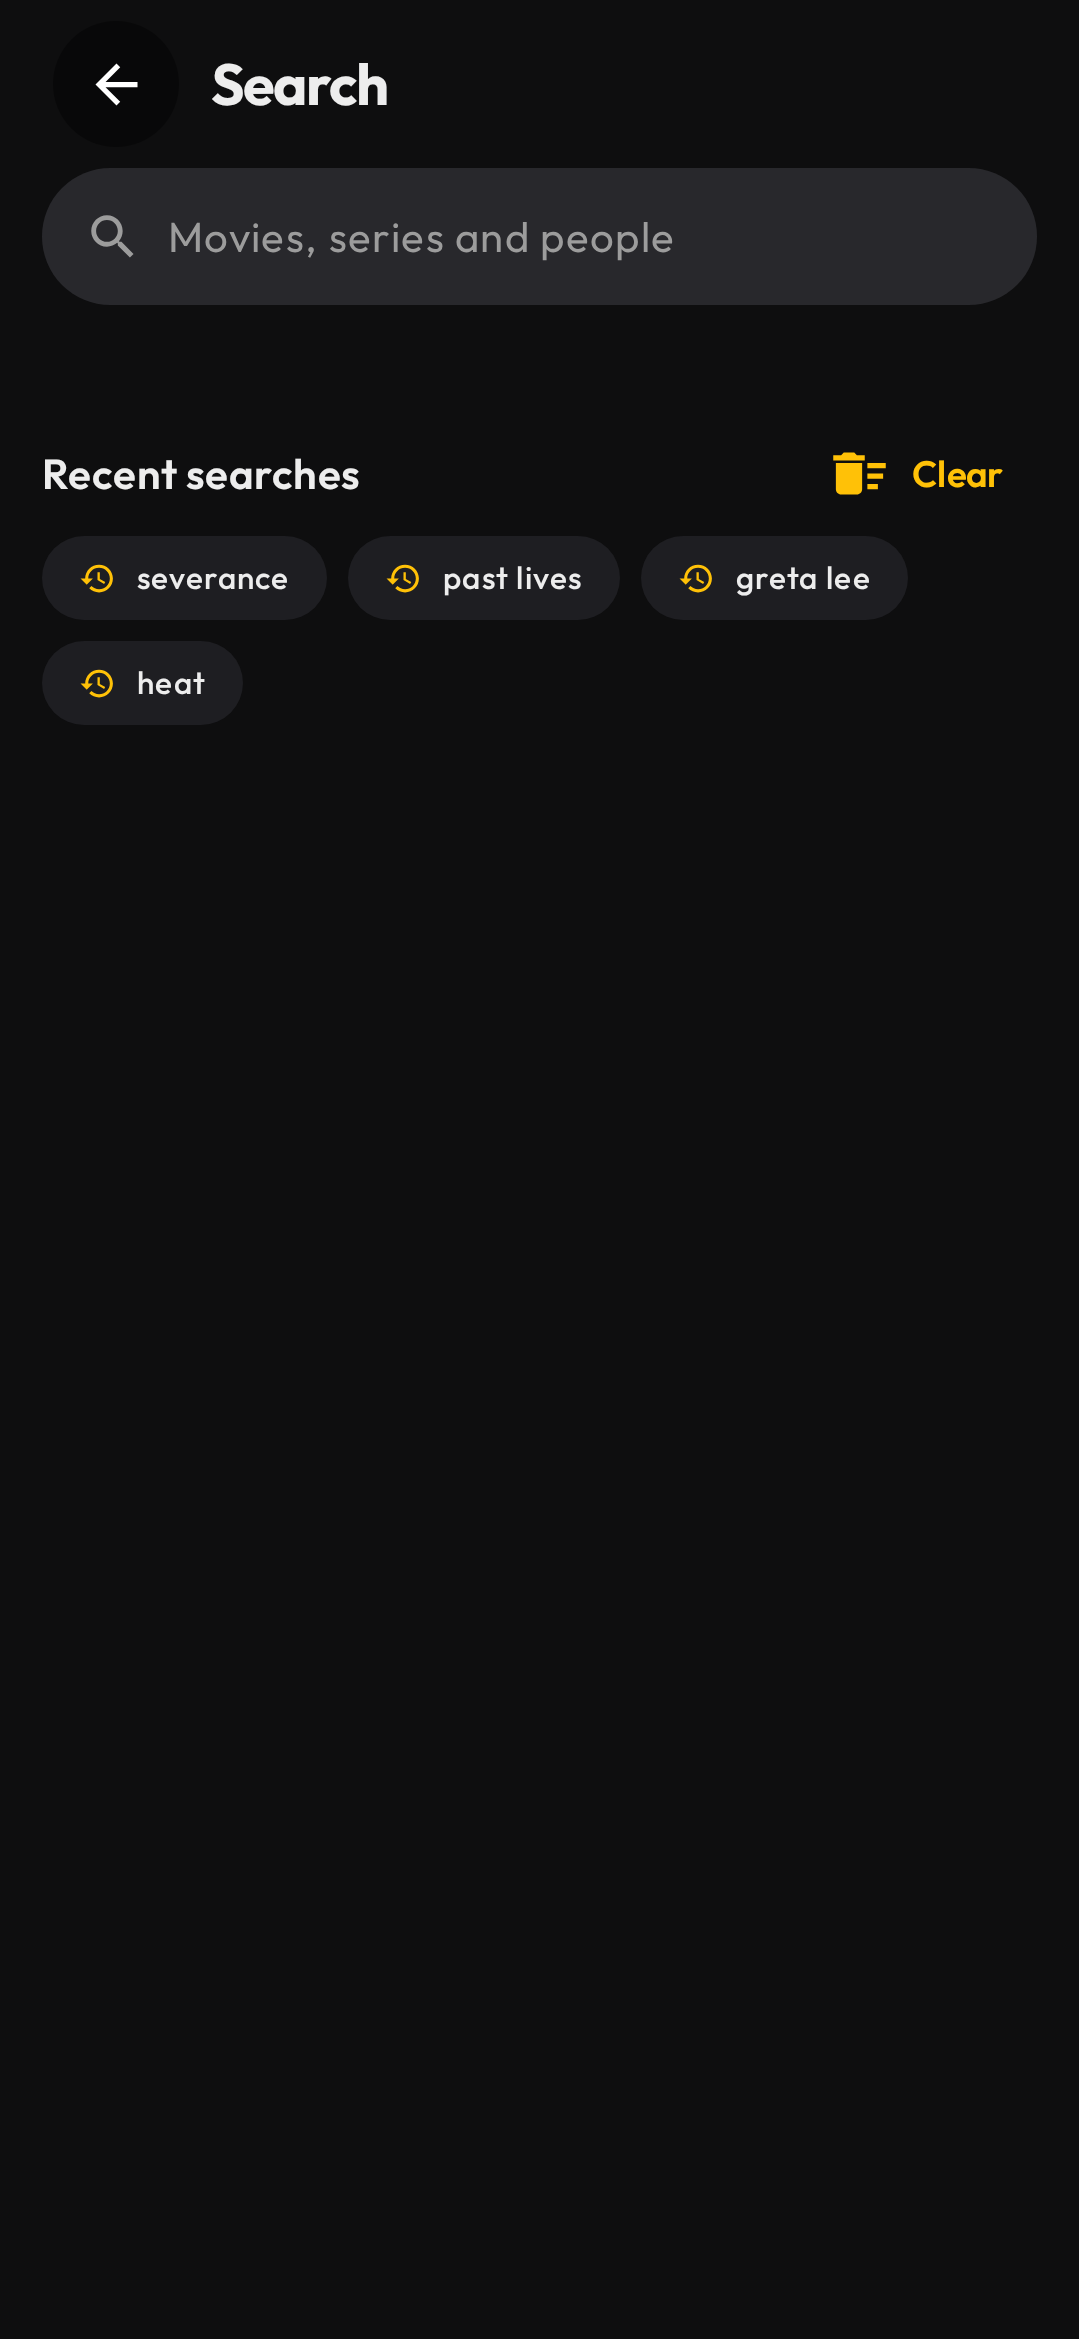 Search
Movies, series and people
Recent searches
Clear
severance
past lives
greta lee
heat